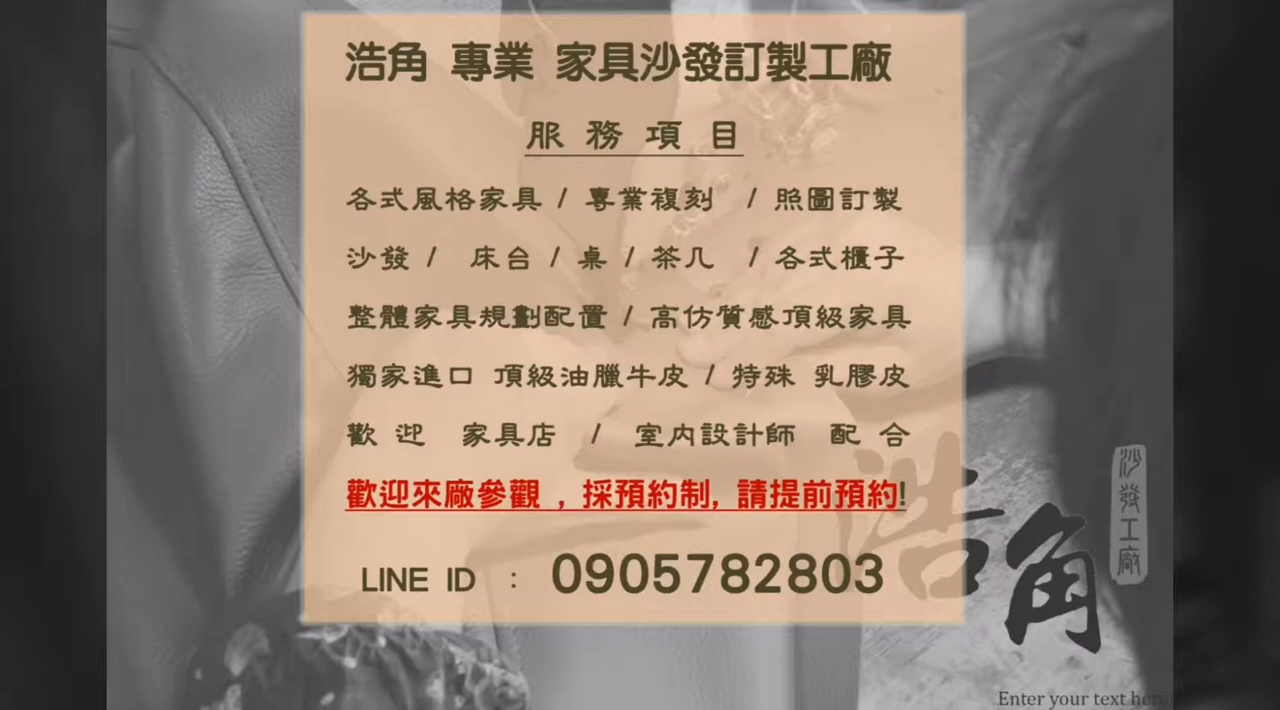 浩角 專業 家具沙發訂製工廠
服 務 項 目
各式風格家具 / 專業複刻 / 照圖訂製
沙發 / 床台 / 桌 / 茶几 / 各式櫃子
整體家具規劃配置 / 高仿質感頂級家具
獨家進口 頂級油臘牛皮 / 特殊 乳膠皮
歡 迎 家具店 / 室內設計師 配 合
歡迎來廠參觀 , 採預約制, 請提前預約!
LINE ID : 0905782803
浩角
沙發工廠
Enter your text here